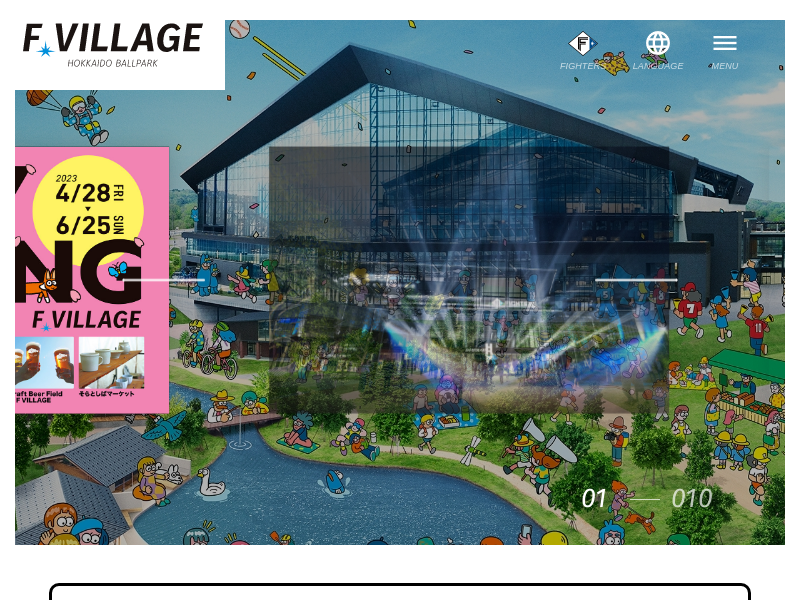 F VILLAGE
HOKKAIDO BALLPARK
FIGHTERS
LANGUAGE
MENU
2023
4/28 FRI
6/25 SUN
NG
F VILLAGE
raft Beer Field
F VILLAGE
そらとしばマーケット
01
010